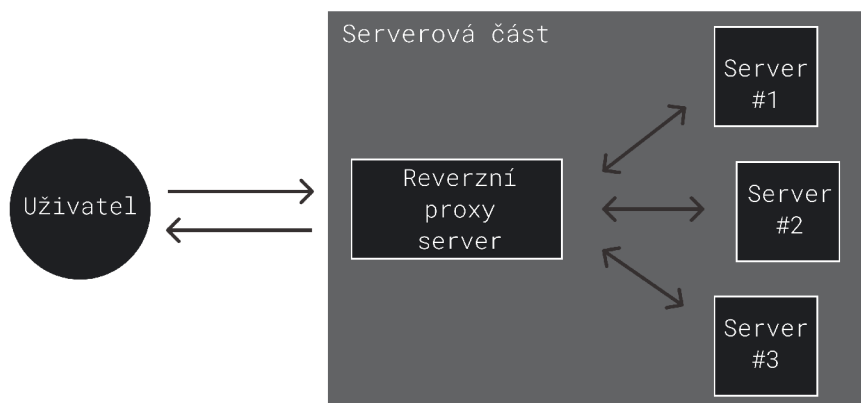 Serverová část
Server
#1
Uživatel
Reverzní
proxy
server
Server
#2
Server
#3